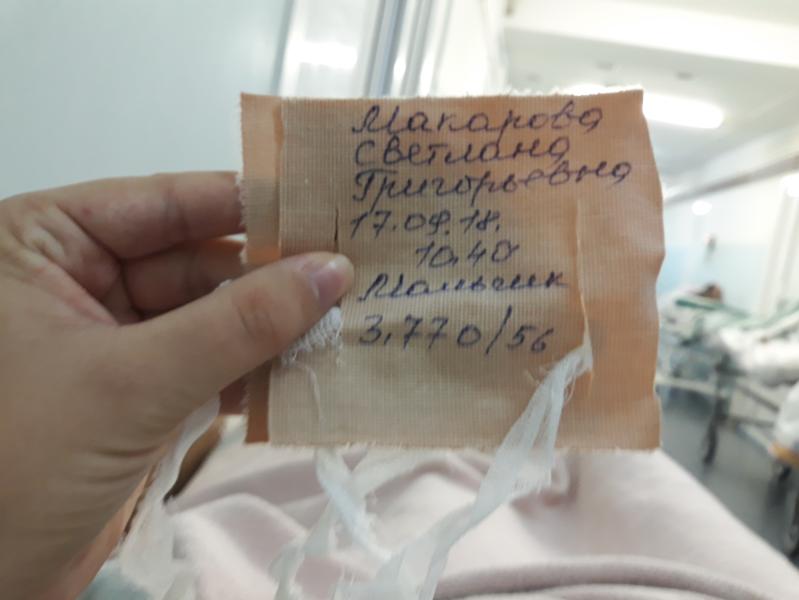 Макарова
Светлана
Григорьевна
17.09.18.
10.40
Мальчик
3.770/56